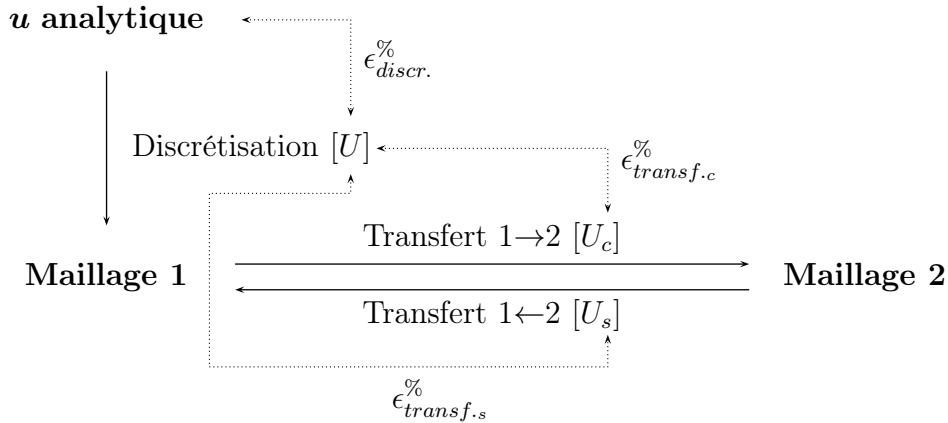 u analytique
ϵ%discr.
Discrétisation [U]
ϵ%transf.c
Transfert 1→2 [Uc]
Maillage 1
Maillage 2
Transfert 1←2 [Us]
ϵ%transf.s